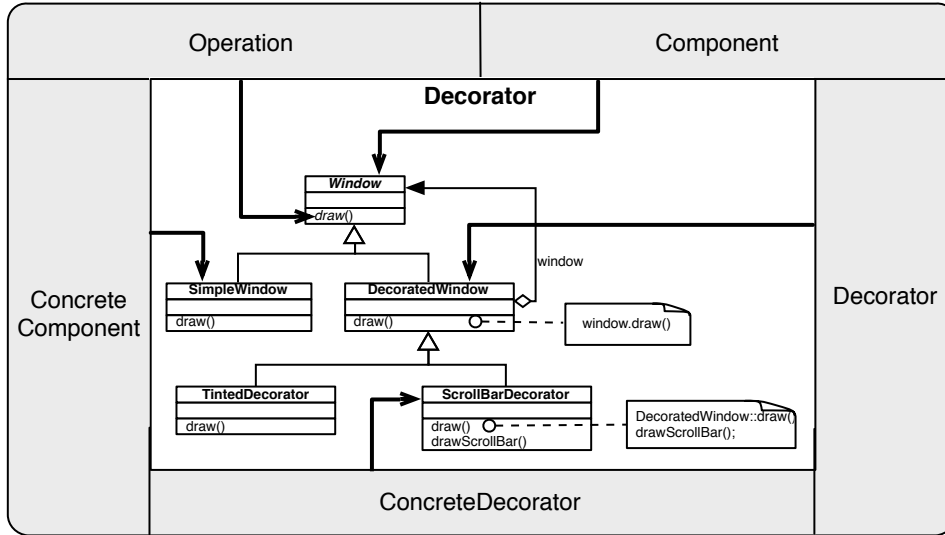 Operation
Component
Decorator
Window
draw()
window
Concrete
Component
Decorator
SimpleWindow
draw()
DecoratedWindow
draw()
window.draw()
TintedDecorator
draw()
ScrollBarDecorator
draw()
drawScrollBar()
DecoratedWindow::draw()
drawScrollBar();
ConcreteDecorator